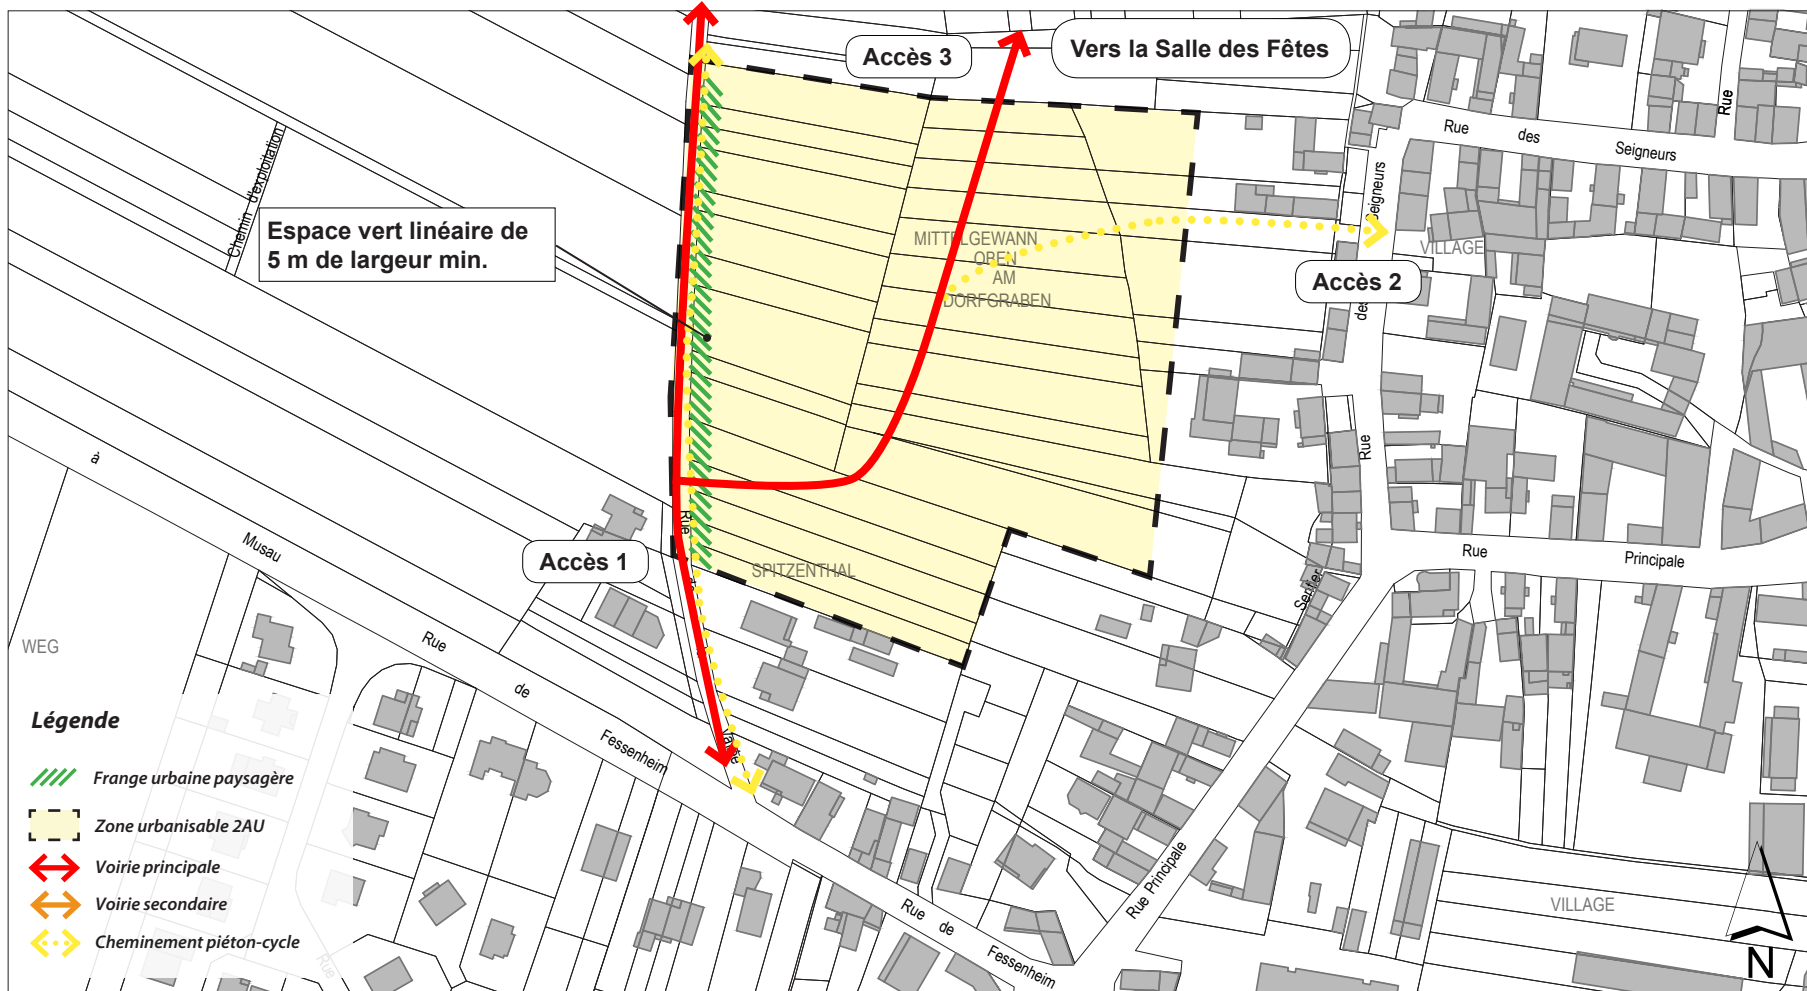 Accès 3
Vers la Salle des Fêtes
Rue
Rue des Seigneurs
Chemin d'expolitation
Espace vert linéaire de
5 m de largeur min.
MITTELGEWANN
OBEN
AM
DORFGRABEN
Rue des Seigneurs
VILLAGE
Accès 2
à Musau
Rue
Accès 1
SPITZENTHAL
Rue Principale
WEG
Rue de Fessenheim
Légende
Frange urbaine paysagère
Zone urbanisable 2AU
Voirie principale
Voirie secondaire
Cheminement piéton-cycle
Rue
Rue Principale
Rue de Fessenheim
VILLAGE
N